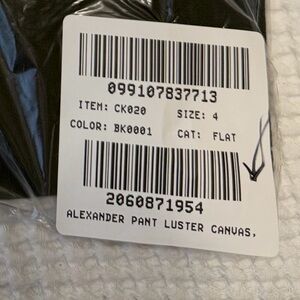 099107837713
ITEM: CK020 SIZE: 4
COLOR: BK0001 CAT: FLAT
2060871954
ALEXANDER PANT LUSTER CANVAS,